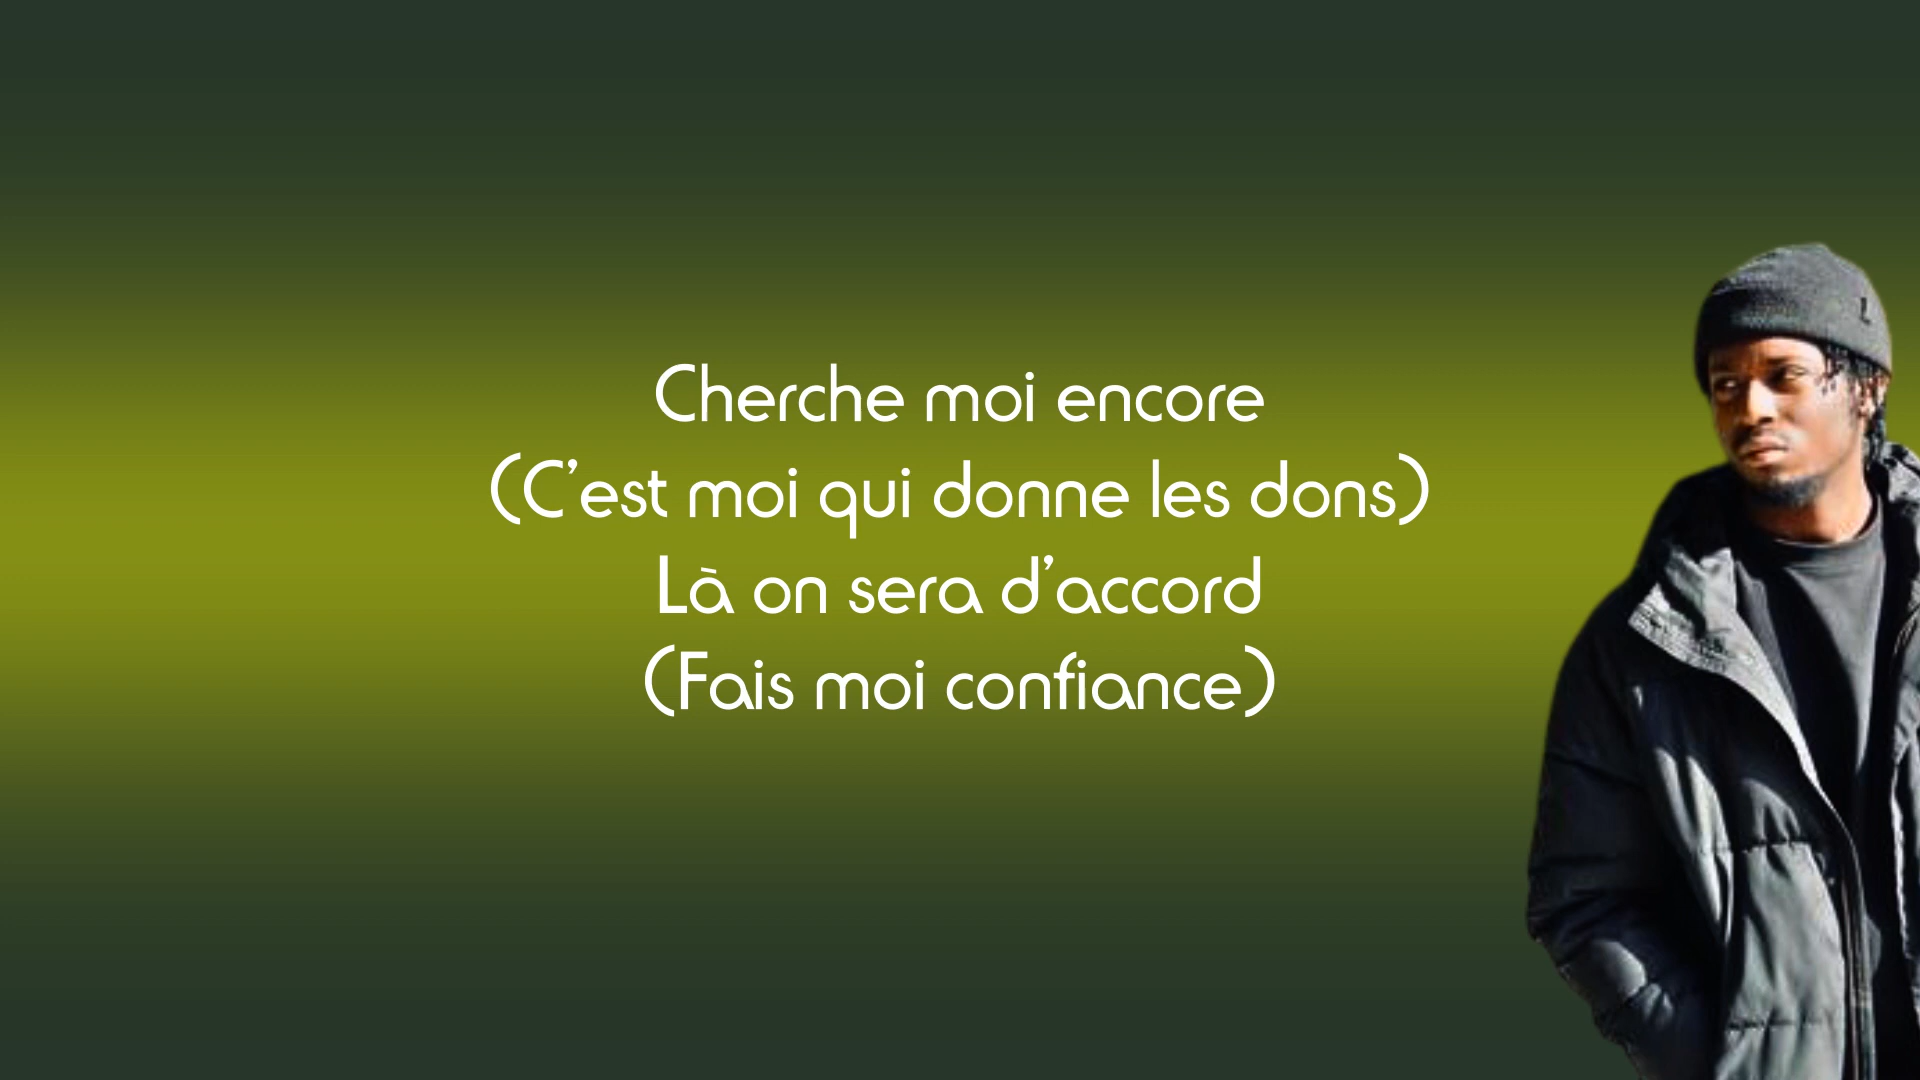 Cherche moi encore
(C’est moi qui donne les dons)
Là on sera d’accord
(Fais moi confiance)